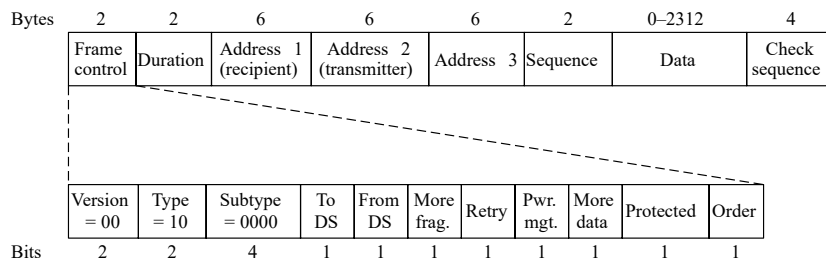 Bytes 2 2 6 6 6 2 0–2312 4
Frame control Duration Address 1 (recipient) Address 2 (transmitter) Address 3 Sequence Data Check sequence
Version = 00 Type = 10 Subtype = 0000 To DS From DS More frag. Retry Pwr. mgt. More data Protected Order
Bits 2 2 4 1 1 1 1 1 1 1 1